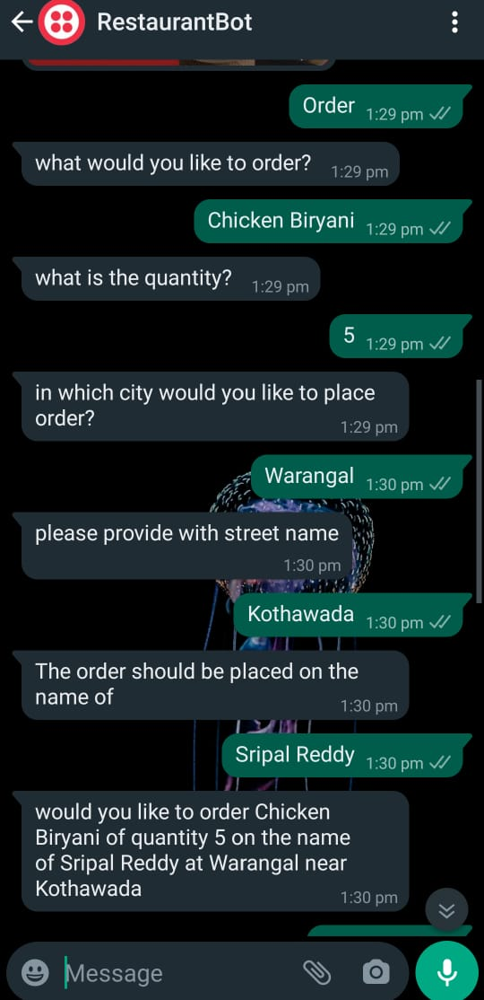 RestaurantBot
Order 1:29 pm
what would you like to order? 1:29 pm
Chicken Biryani 1:29 pm
what is the quantity? 1:29 pm
5 1:29 pm
in which city would you like to place
order? 1:29 pm
Warangal 1:30 pm
please provide with street name
1:30 pm
Kothawada 1:30 pm
The order should be placed on the
name of 1:30 pm
Sripal Reddy 1:30 pm
would you like to order Chicken
Biryani of quantity 5 on the name
of Sripal Reddy at Warangal near
Kothawada 1:30 pm
Message